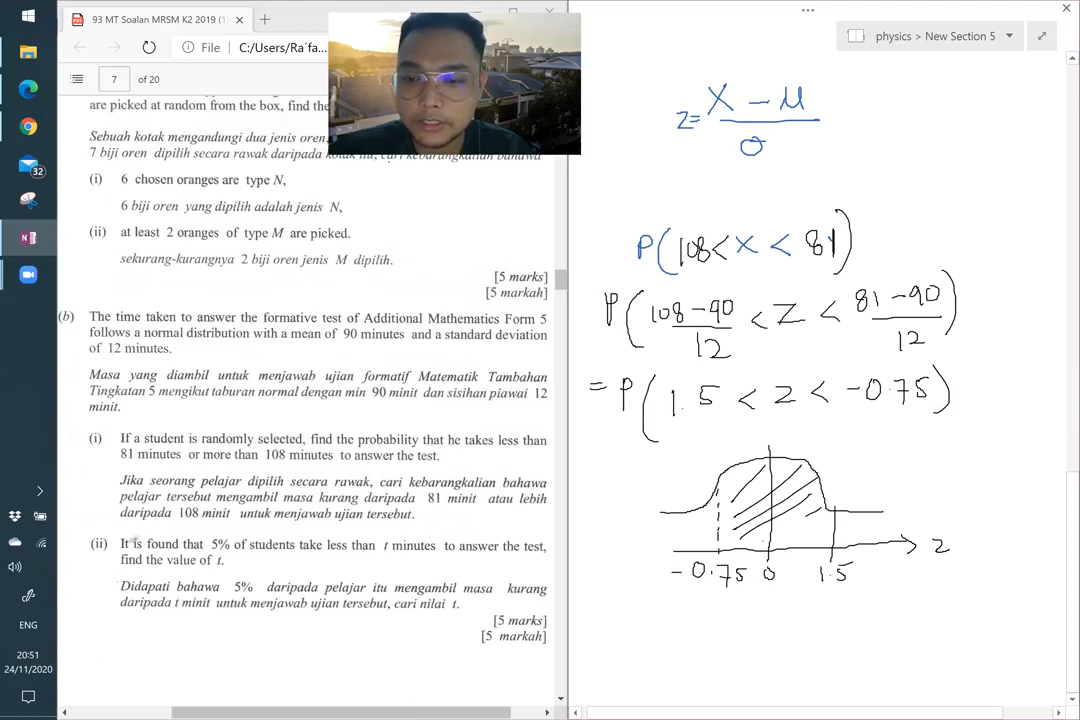 93 MT Soalan MRSM K2 2019 (1)
File
C:/Users/Ra´fa...
7
of 20
are picked at random from the box, find the
Sebuah kotak mengandungi dua jenis oren.
7 biji oren dipilih secara rawak daripada kotak itu, cari kebarangkalian bahawa
(i) 6 chosen oranges are type N,
6 biji oren yang dipilih adalah jenis N,
(ii) at least 2 oranges of type M are picked.
sekurang-kurangnya 2 biji oren jenis M dipilih.
[5 marks]
[5 markah]
(b) The time taken to answer the formative test of Additional Mathematics Form 5
follows a normal distribution with a mean of 90 minutes and a standard deviation
of 12 minutes.
Masa yang diambil untuk menjawab ujian formatif Matematik Tambahan
Tingkatan 5 mengikut taburan normal dengan min 90 minit dan sisihan piawai 12
minit.
(i) If a student is randomly selected, find the probability that he takes less than
81 minutes or more than 108 minutes to answer the test.
Jika seorang pelajar dipilih secara rawak, cari kebarangkalian bahawa
pelajar tersebut mengambil masa kurang daripada 81 minit atau lebih
daripada 108 minit untuk menjawab ujian tersebut.
(ii) It is found that 5% of students take less than t minutes to answer the test,
find the value of t.
Didapati bahawa 5% daripada pelajar itu mengambil masa kurang
daripada t minit untuk menjawab ujian tersebut, cari nilai t.
[5 marks]
[5 markah]
32
ENG
20:51
24/11/2020
physics > New Section 5
z = X - μ
σ
P(108 < X < 81)
P(108 - 90 < Z < 81 - 90)
12 12
= P(1.5 < Z < -0.75)
-0.75 0 1.5 z